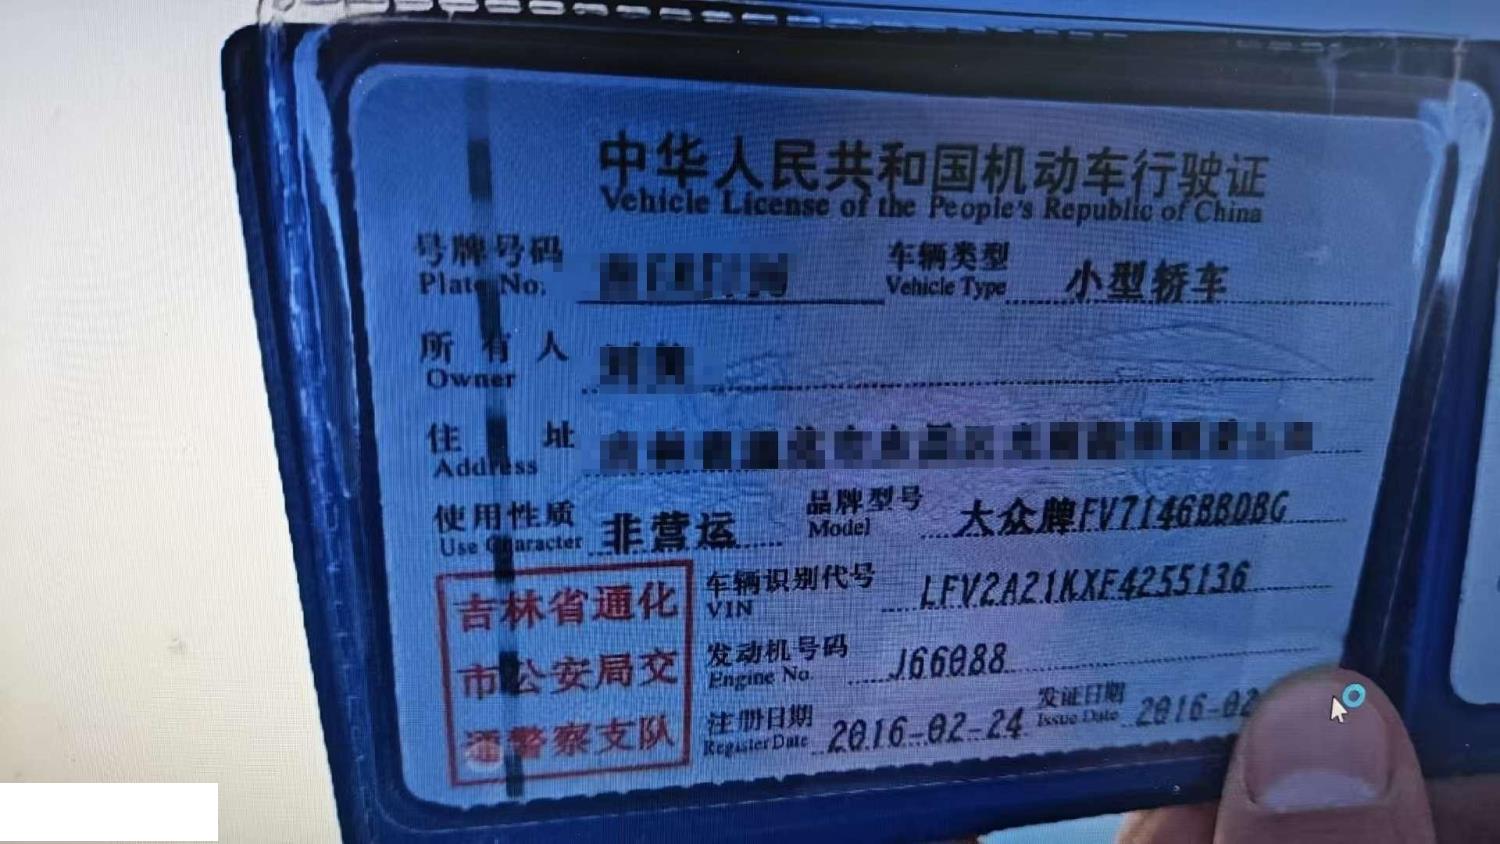 中华人民共和国机动车行驶证
Vehicle License of the People's Republic of China
号牌号码
Plate No.
车辆类型 小型轿车
Vehicle Type
所有人
Owner
住址
Address
使用性质 非营运
Use Character
品牌型号 大众牌FV7146BBDBG
Model
车辆识别代号 LFV2A21KXF4255136
VIN
发动机号码 J66088
Engine No.
注册日期 2016-02-24
Register Date
发证日期 2016-02
Issue Date
吉林省通化
市公安局交
通警察支队